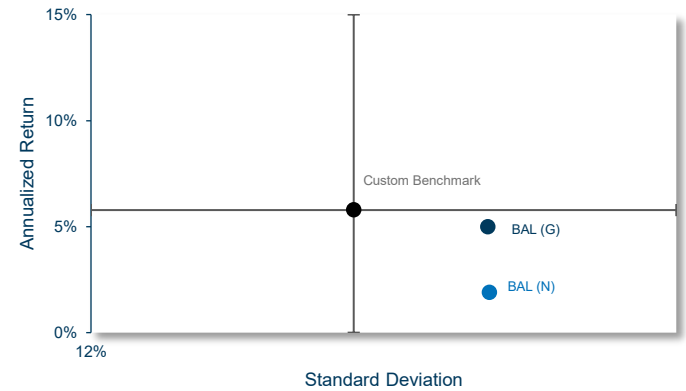 15%
10%
5%
0%
Annualized Return
Custom Benchmark
BAL (G)
BAL (N)
12%
Standard Deviation